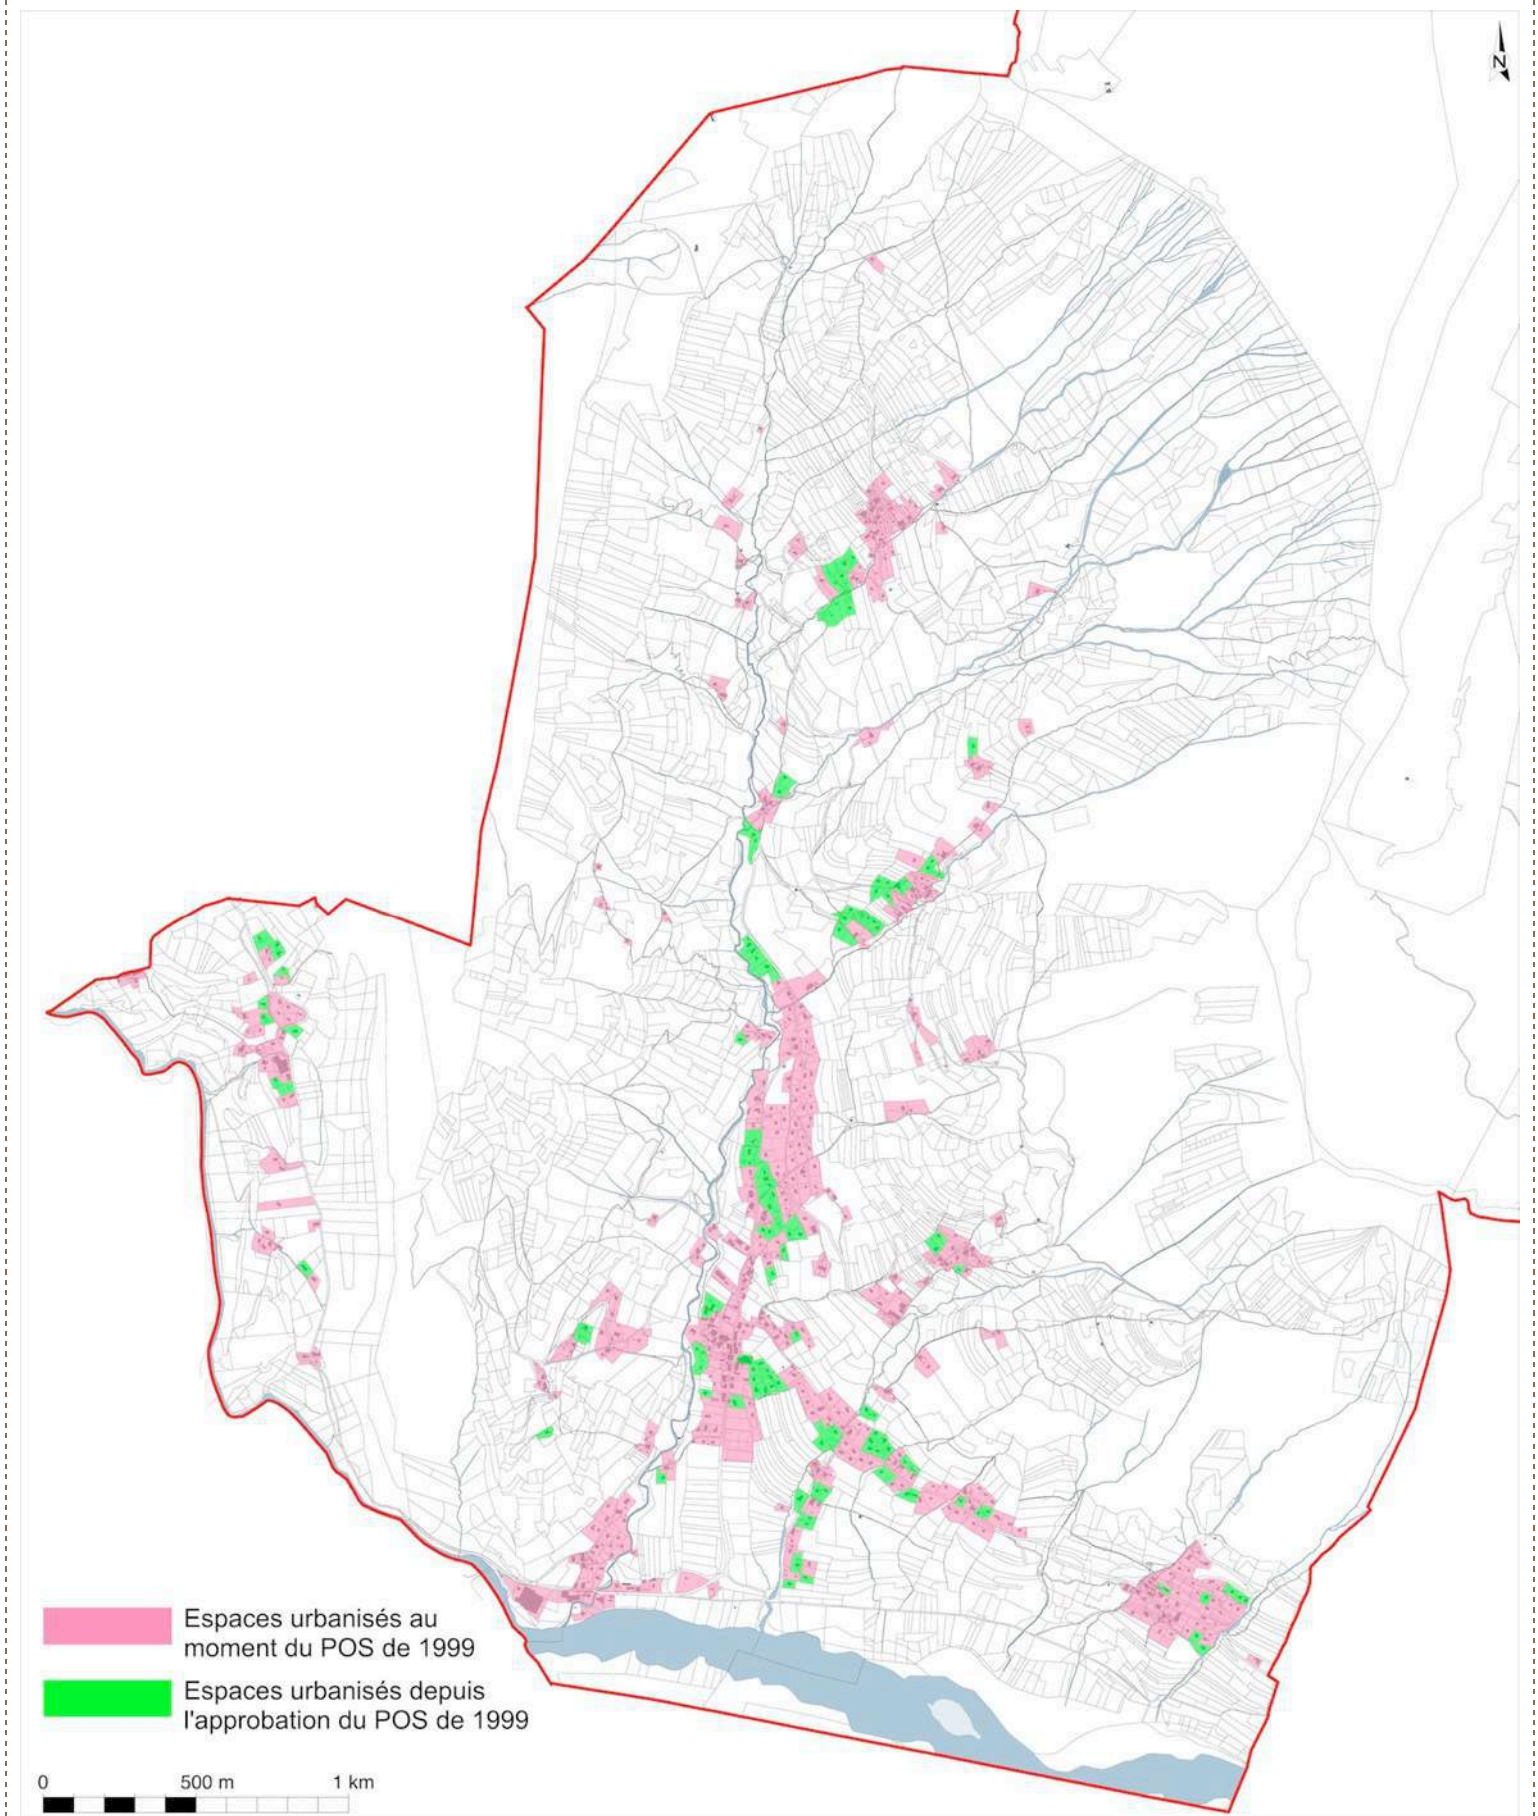 N
Espaces urbanisés au
moment du POS de 1999
Espaces urbanisés depuis
l'approbation du POS de 1999
0 500 m 1 km